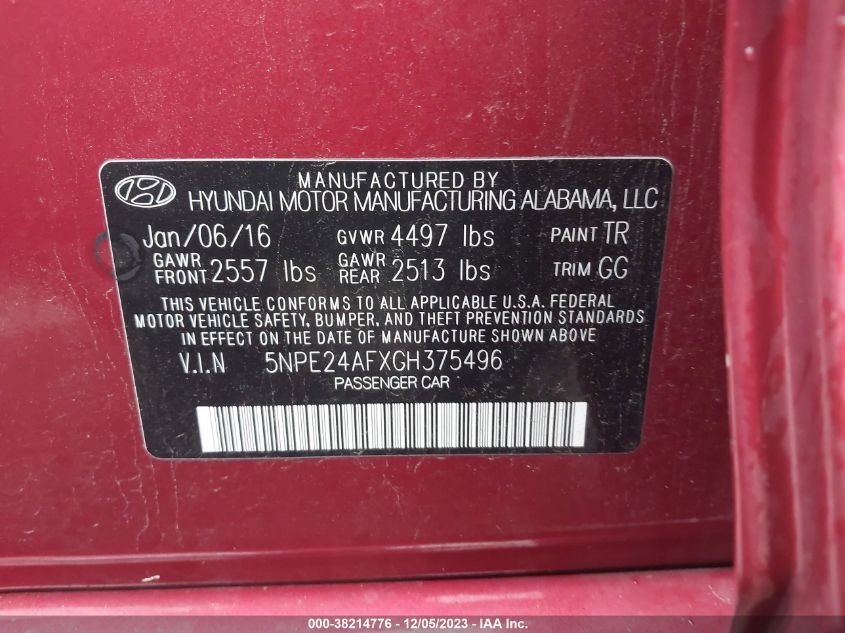 MANUFACTURED BY
HYUNDAI MOTOR MANUFACTURING ALABAMA, LLC
Jan/06/16 GVWR 4497 lbs PAINT TR
GAWR FRONT 2557 lbs GAWR REAR 2513 lbs TRIM GG
THIS VEHICLE CONFORMS TO ALL APPLICABLE U.S.A. FEDERAL
MOTOR VEHICLE SAFETY, BUMPER, AND THEFT PREVENTION STANDARDS
IN EFFECT ON THE DATE OF MANUFACTURE SHOWN ABOVE
V.I.N 5NPE24AFXGH375496
PASSENGER CAR
000-38214776 - 12/05/2023 - Copyright IAA, Inc.